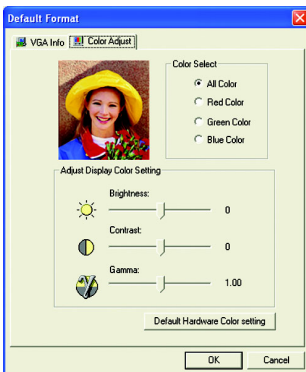 Default Format
VGA Info
Color Adjust
Color Select
All Color
Red Color
Green Color
Blue Color
Adjust Display Color Setting
Brightness:
0
Contrast:
0
Gamma:
1.00
Default Hardware Color setting
OK
Cancel